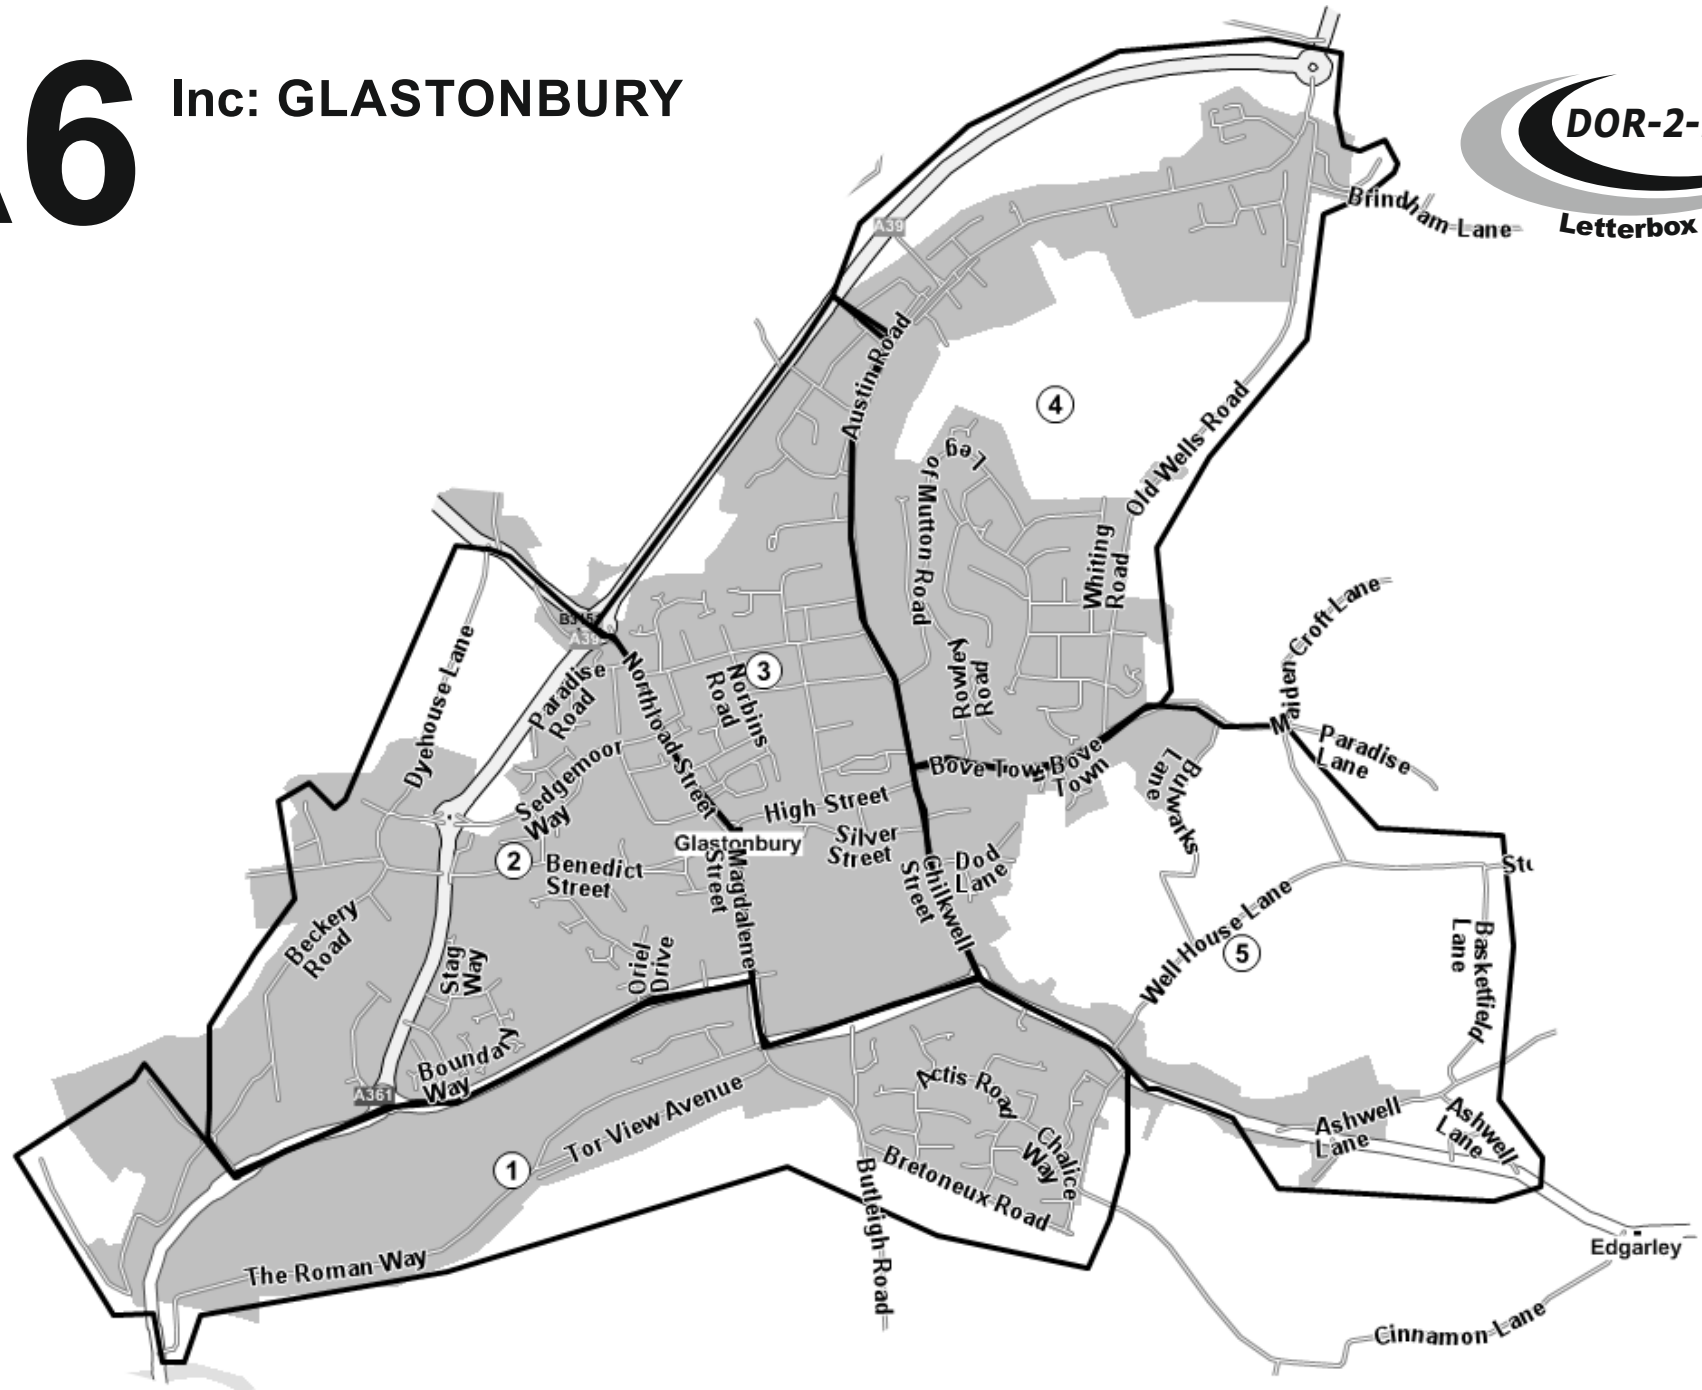 A6
Inc: GLASTONBURY
DOR-2-
Letterbox
Brind
ham Lane
A39
Austin Road
4
Old Wells Road
Leg
of Mutton Road
Whiting
Road
Maiden Croft Lane
Paradise
Lane
B3151
A39
Dyehouse Lane
Paradise
Road
Northload Street
Norbins
Road
3
Rowley
Road
Bove Town
Bove
Town
Bulwarks
Lane
Sedgemoor
Way
High Street
Silver
Street
Glastonbury
2
Benedict
Street
Magdalene
Street
Chilkwell
Street
Dod
Lane
Well House Lane
5
Basketfield
Lane
Beckery
Road
Stag
Way
Oriel
Drive
Boundary
Way
A361
Tor View Avenue
1
Actis Road
Chalice
Way
Bretoneux Road
Butleigh Road
Ashwell
Lane
Ashwell
Lane
The Roman Way
Edgarley
Cinnamon Lane